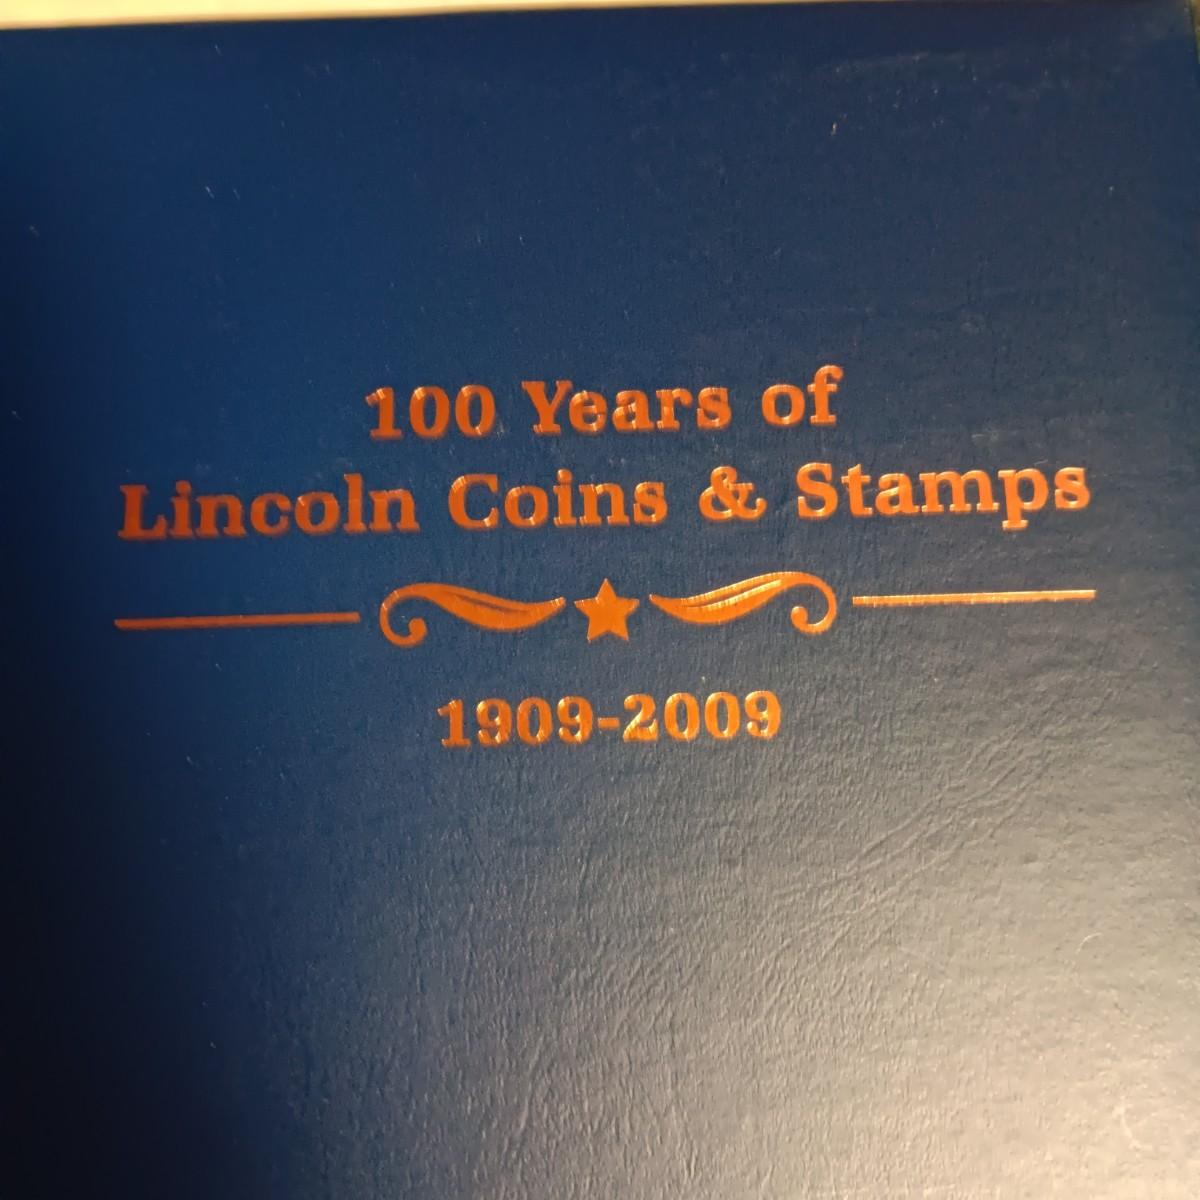 100 Years of
Lincoln Coins & Stamps
1909-2009